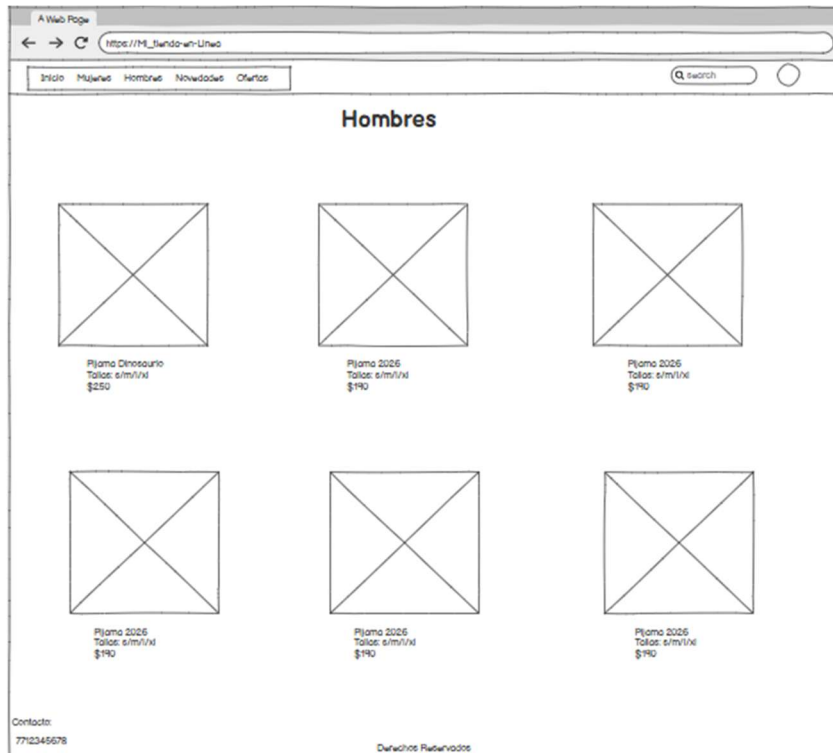 A Web Page
https://Mi_tienda-en-Linea
Inicio Mujeres Hombres Novedades Ofertas
search
Hombres
Pijama Dinosaurio
Tallas: s/m/l/xl
$250
Pijama 2026
Tallas: s/m/l/xl
$190
Pijama 2026
Tallas: s/m/l/xl
$190
Pijama 2026
Tallas: s/m/l/xl
$190
Pijama 2026
Tallas: s/m/l/xl
$190
Pijama 2026
Tallas: s/m/l/xl
$190
Contacto:
7712345678
Derechos Reservados